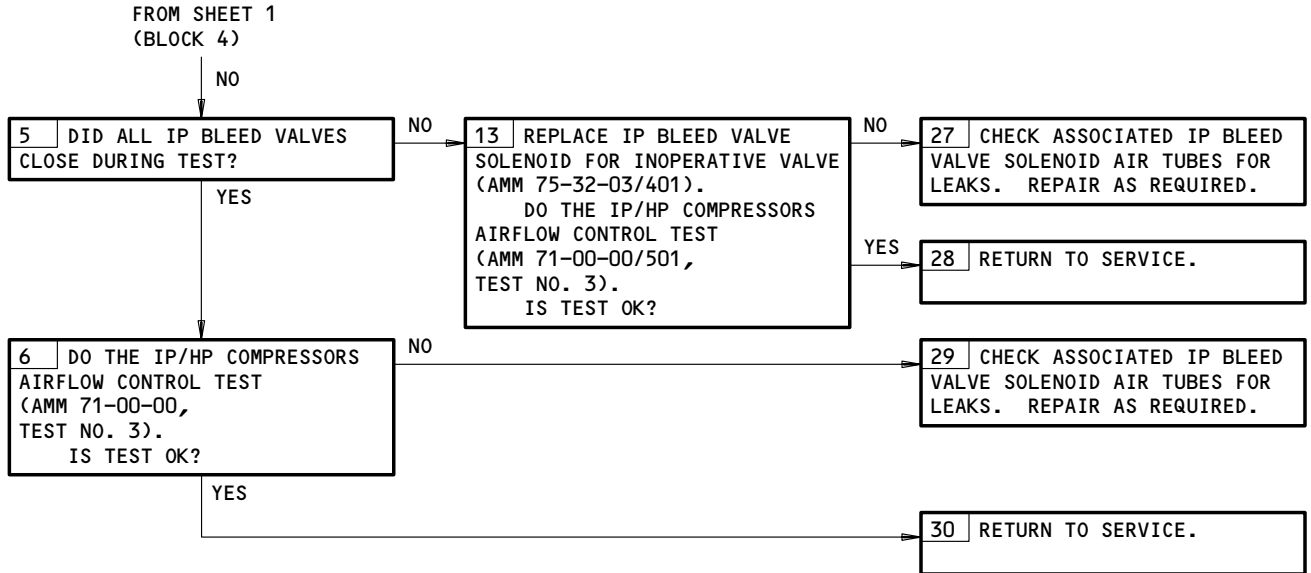 FROM SHEET 1
(BLOCK 4)
NO
5 DID ALL IP BLEED VALVES
CLOSE DURING TEST?
NO
YES
13 REPLACE IP BLEED VALVE
SOLENOID FOR INOPERATIVE VALVE
(AMM 75-32-03/401).
DO THE IP/HP COMPRESSORS
AIRFLOW CONTROL TEST
(AMM 71-00-00/501,
TEST NO. 3).
IS TEST OK?
NO
27 CHECK ASSOCIATED IP BLEED
VALVE SOLENOID AIR TUBES FOR
LEAKS. REPAIR AS REQUIRED.
YES
28 RETURN TO SERVICE.
6 DO THE IP/HP COMPRESSORS
AIRFLOW CONTROL TEST
(AMM 71-00-00,
TEST NO. 3).
IS TEST OK?
NO
29 CHECK ASSOCIATED IP BLEED
VALVE SOLENOID AIR TUBES FOR
LEAKS. REPAIR AS REQUIRED.
YES
30 RETURN TO SERVICE.